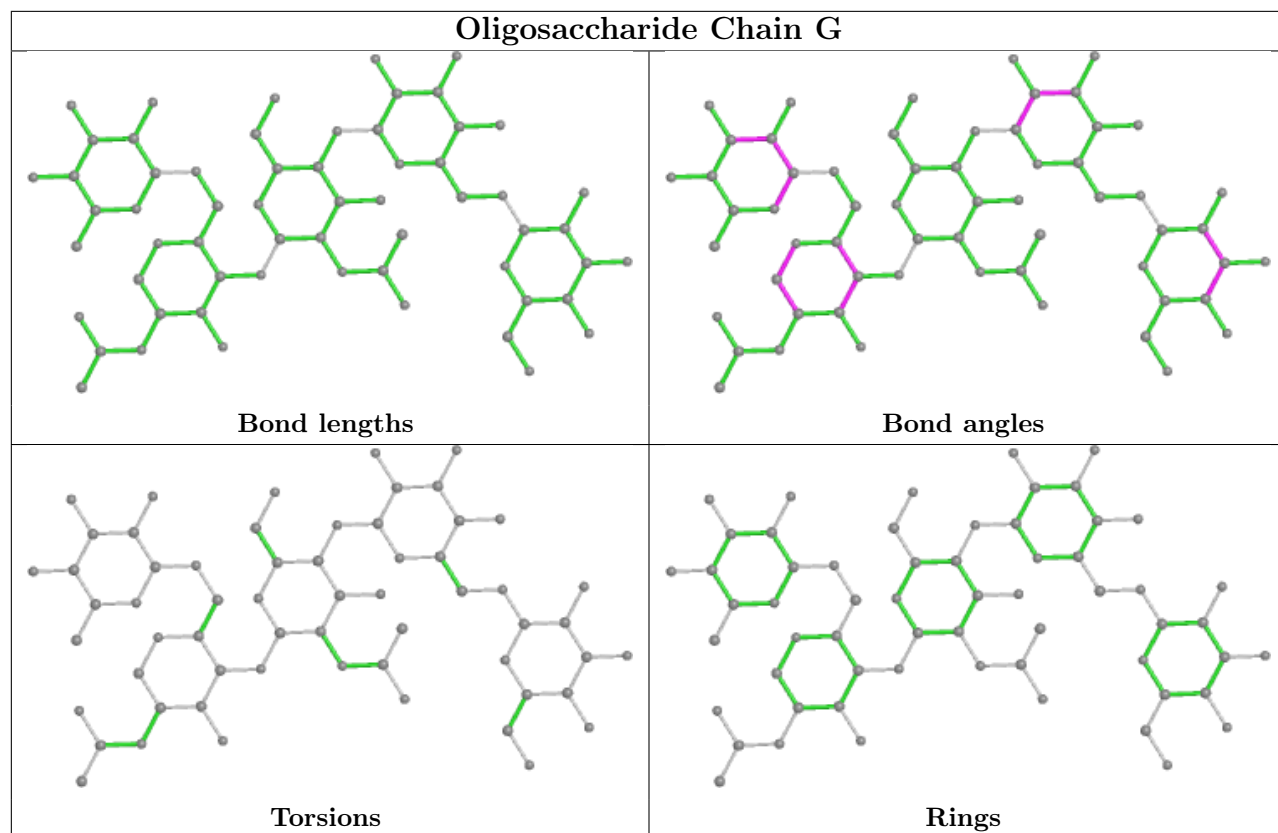 Oligosaccharide Chain G
Bond lengths
Bond angles
Torsions
Rings